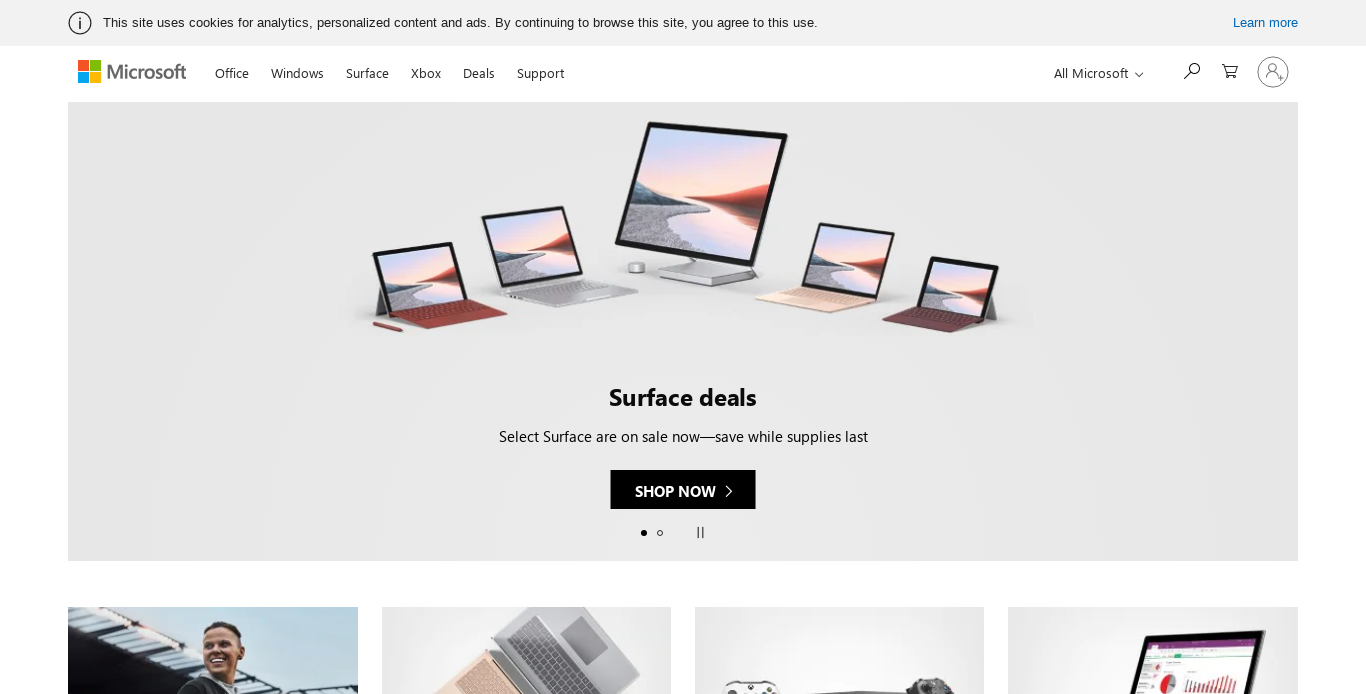 This site uses cookies for analytics, personalized content and ads. By continuing to browse this site, you agree to this use.
Learn more
Microsoft
Office
Windows
Surface
Xbox
Deals
Support
All Microsoft
Surface deals
Select Surface are on sale now—save while supplies last
SHOP NOW